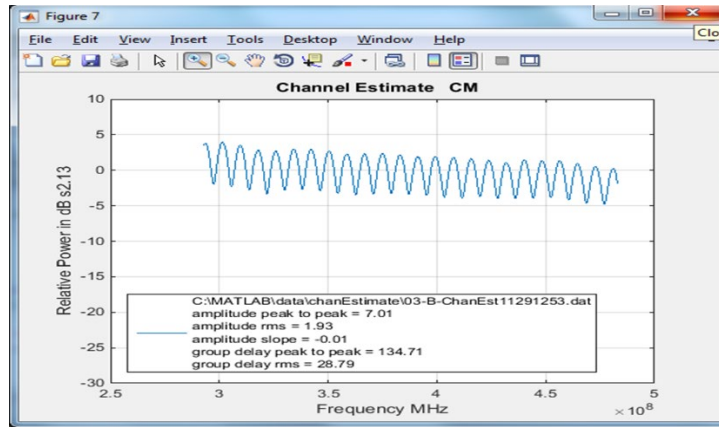 Figure 7
File Edit View Insert Tools Desktop Window Help
Clo
Channel Estimate CM
10
5
0
-5
-10
-15
-20
-25
-30
Relative Power in dB s2.13
C:\MATLAB\data\chanEstimate\03-B-ChanEst11291253.dat
amplitude peak to peak = 7.01
amplitude rms = 1.93
amplitude slope = -0.01
group delay peak to peak = 134.71
group delay rms = 28.79
2.5 3 3.5 4 4.5 5
Frequency MHz
× 10^8